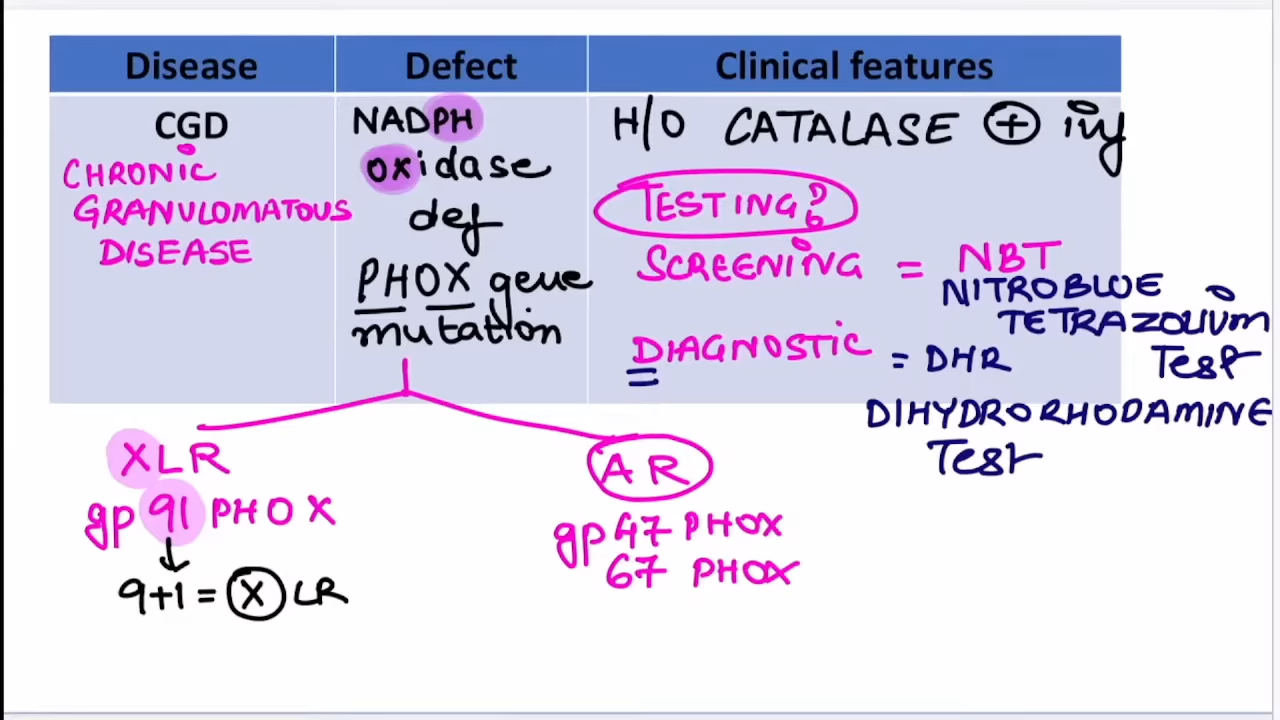 Disease Defect Clinical features
CGD
CHRONIC
GRANULOMATOUS
DISEASE
NADPH
oxidase
def
PHOX gene
mutation
H/O CATALASE + inf
TESTING?
SCREENING = NBT
NITROBLUE
TETRAZOLIUM
Test
DIAGNOSTIC = DHR
DIHYDRORHODAMINE
Test
XLR
gp 91 PHOX
9+1 = X LR
AR
gp 47 PHOX
67 PHOX